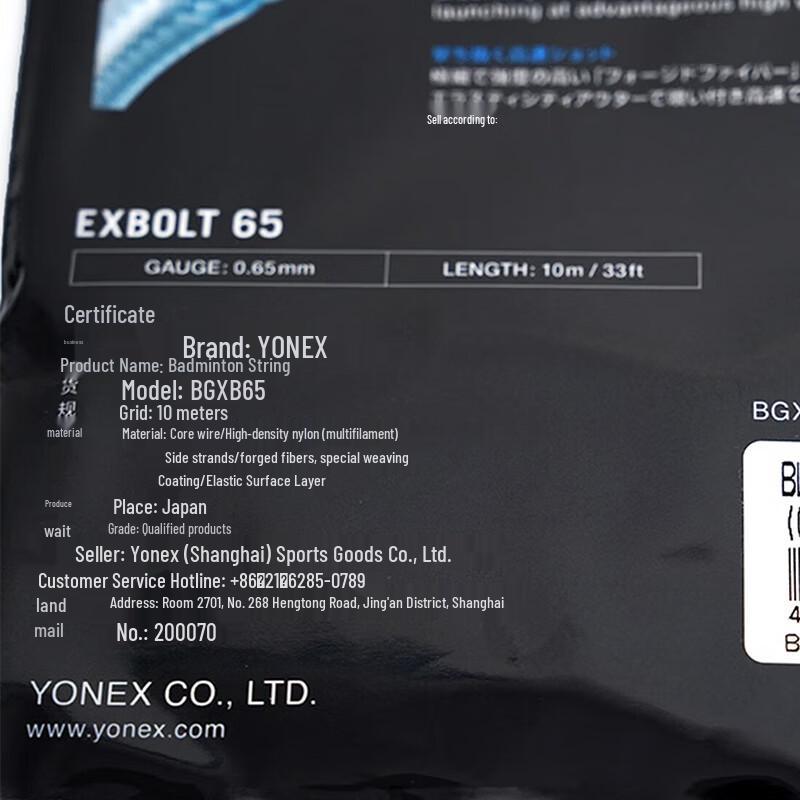 launching at advantageous high
Sell according to:
EXBOLT 65
GAUGE: 0.65mm
LENGTH: 10m / 33ft
Certificate
business
Brand: YONEX
Product Name: Badminton String
货
Model: BGXB65
规
Grid: 10 meters
material
Material: Core wire/High-density nylon (multifilament)
Side strands/forged fibers, special weaving
Coating/Elastic Surface Layer
Produce
Place: Japan
wait
Grade: Qualified products
Seller: Yonex (Shanghai) Sports Goods Co., Ltd.
Customer Service Hotline:
land
Address: Room 2701, No. 268 Hengtong Road, Jing'an District, Shanghai
mail
No.: 200070
YONEX CO., LTD.
www.yonex.com
BGX